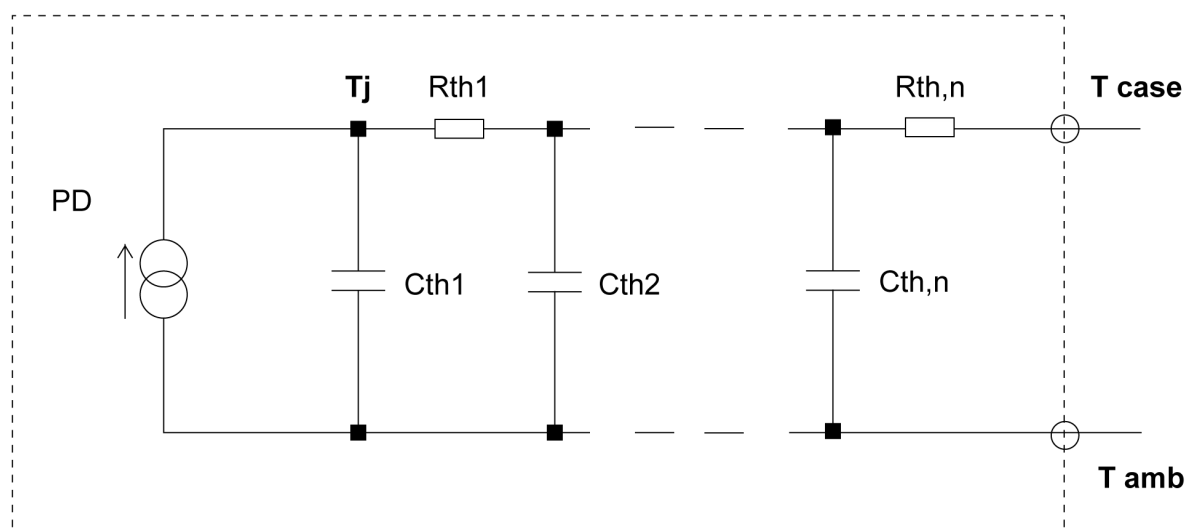 Tj
Rth1
Rth,n
T case
PD
Cth1
Cth2
Cth,n
T amb